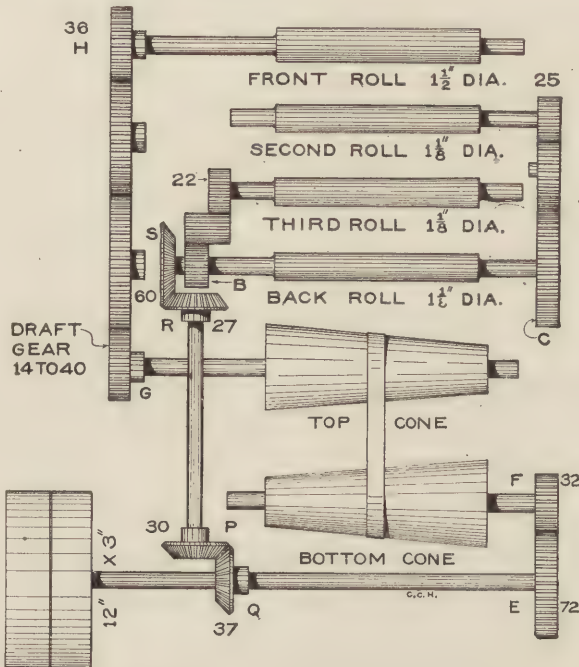 36
H
FRONT ROLL 1½" DIA.
25
SECOND ROLL 1⅛" DIA.
22
THIRD ROLL 1⅛" DIA.
S
B
BACK ROLL 1⅛" DIA.
60
R
27
C
DRAFT
GEAR
14 TO 40
G
TOP CONE
F
32
30
P
BOTTOM CONE
12" X 3"
Q
C.C.H.
E
72
37